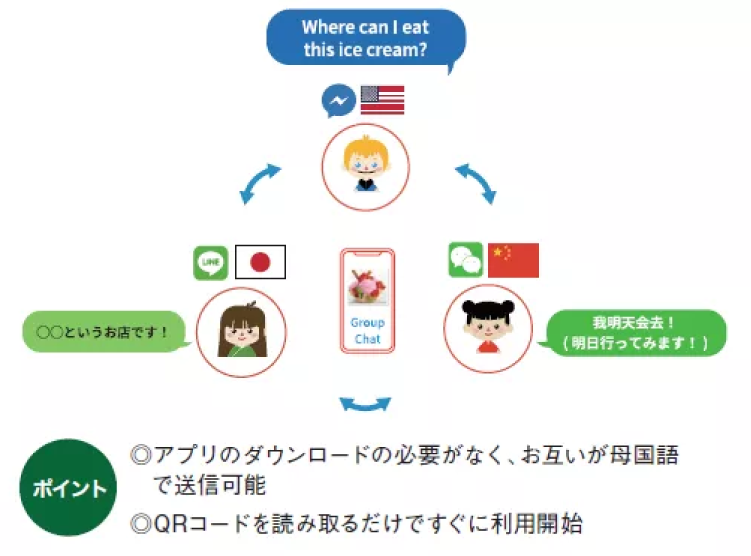 Where can I eat
this ice cream?
LINE
○○というお店です！
Group
Chat
我明天会去！
(明日行ってみます！)
ポイント
◎アプリのダウンロードの必要がなく、お互いが母国語
で送信可能
◎QRコードを読み取るだけですぐに利用開始